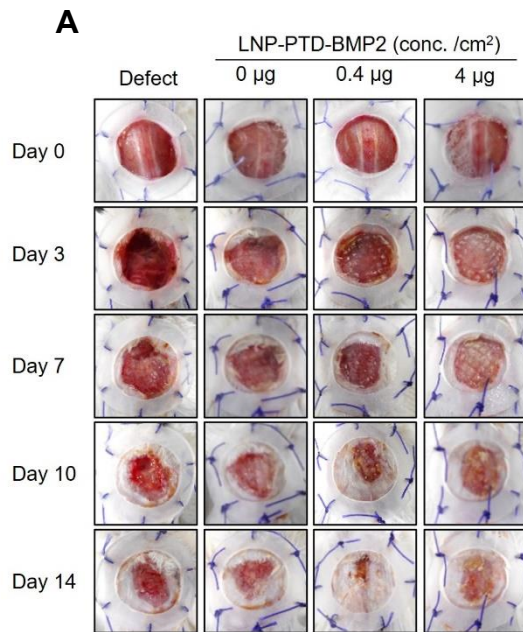 A
LNP-PTD-BMP2 (conc. /cm²)
Defect 0 µg 0.4 µg 4 µg
Day 0
Day 3
Day 7
Day 10
Day 14